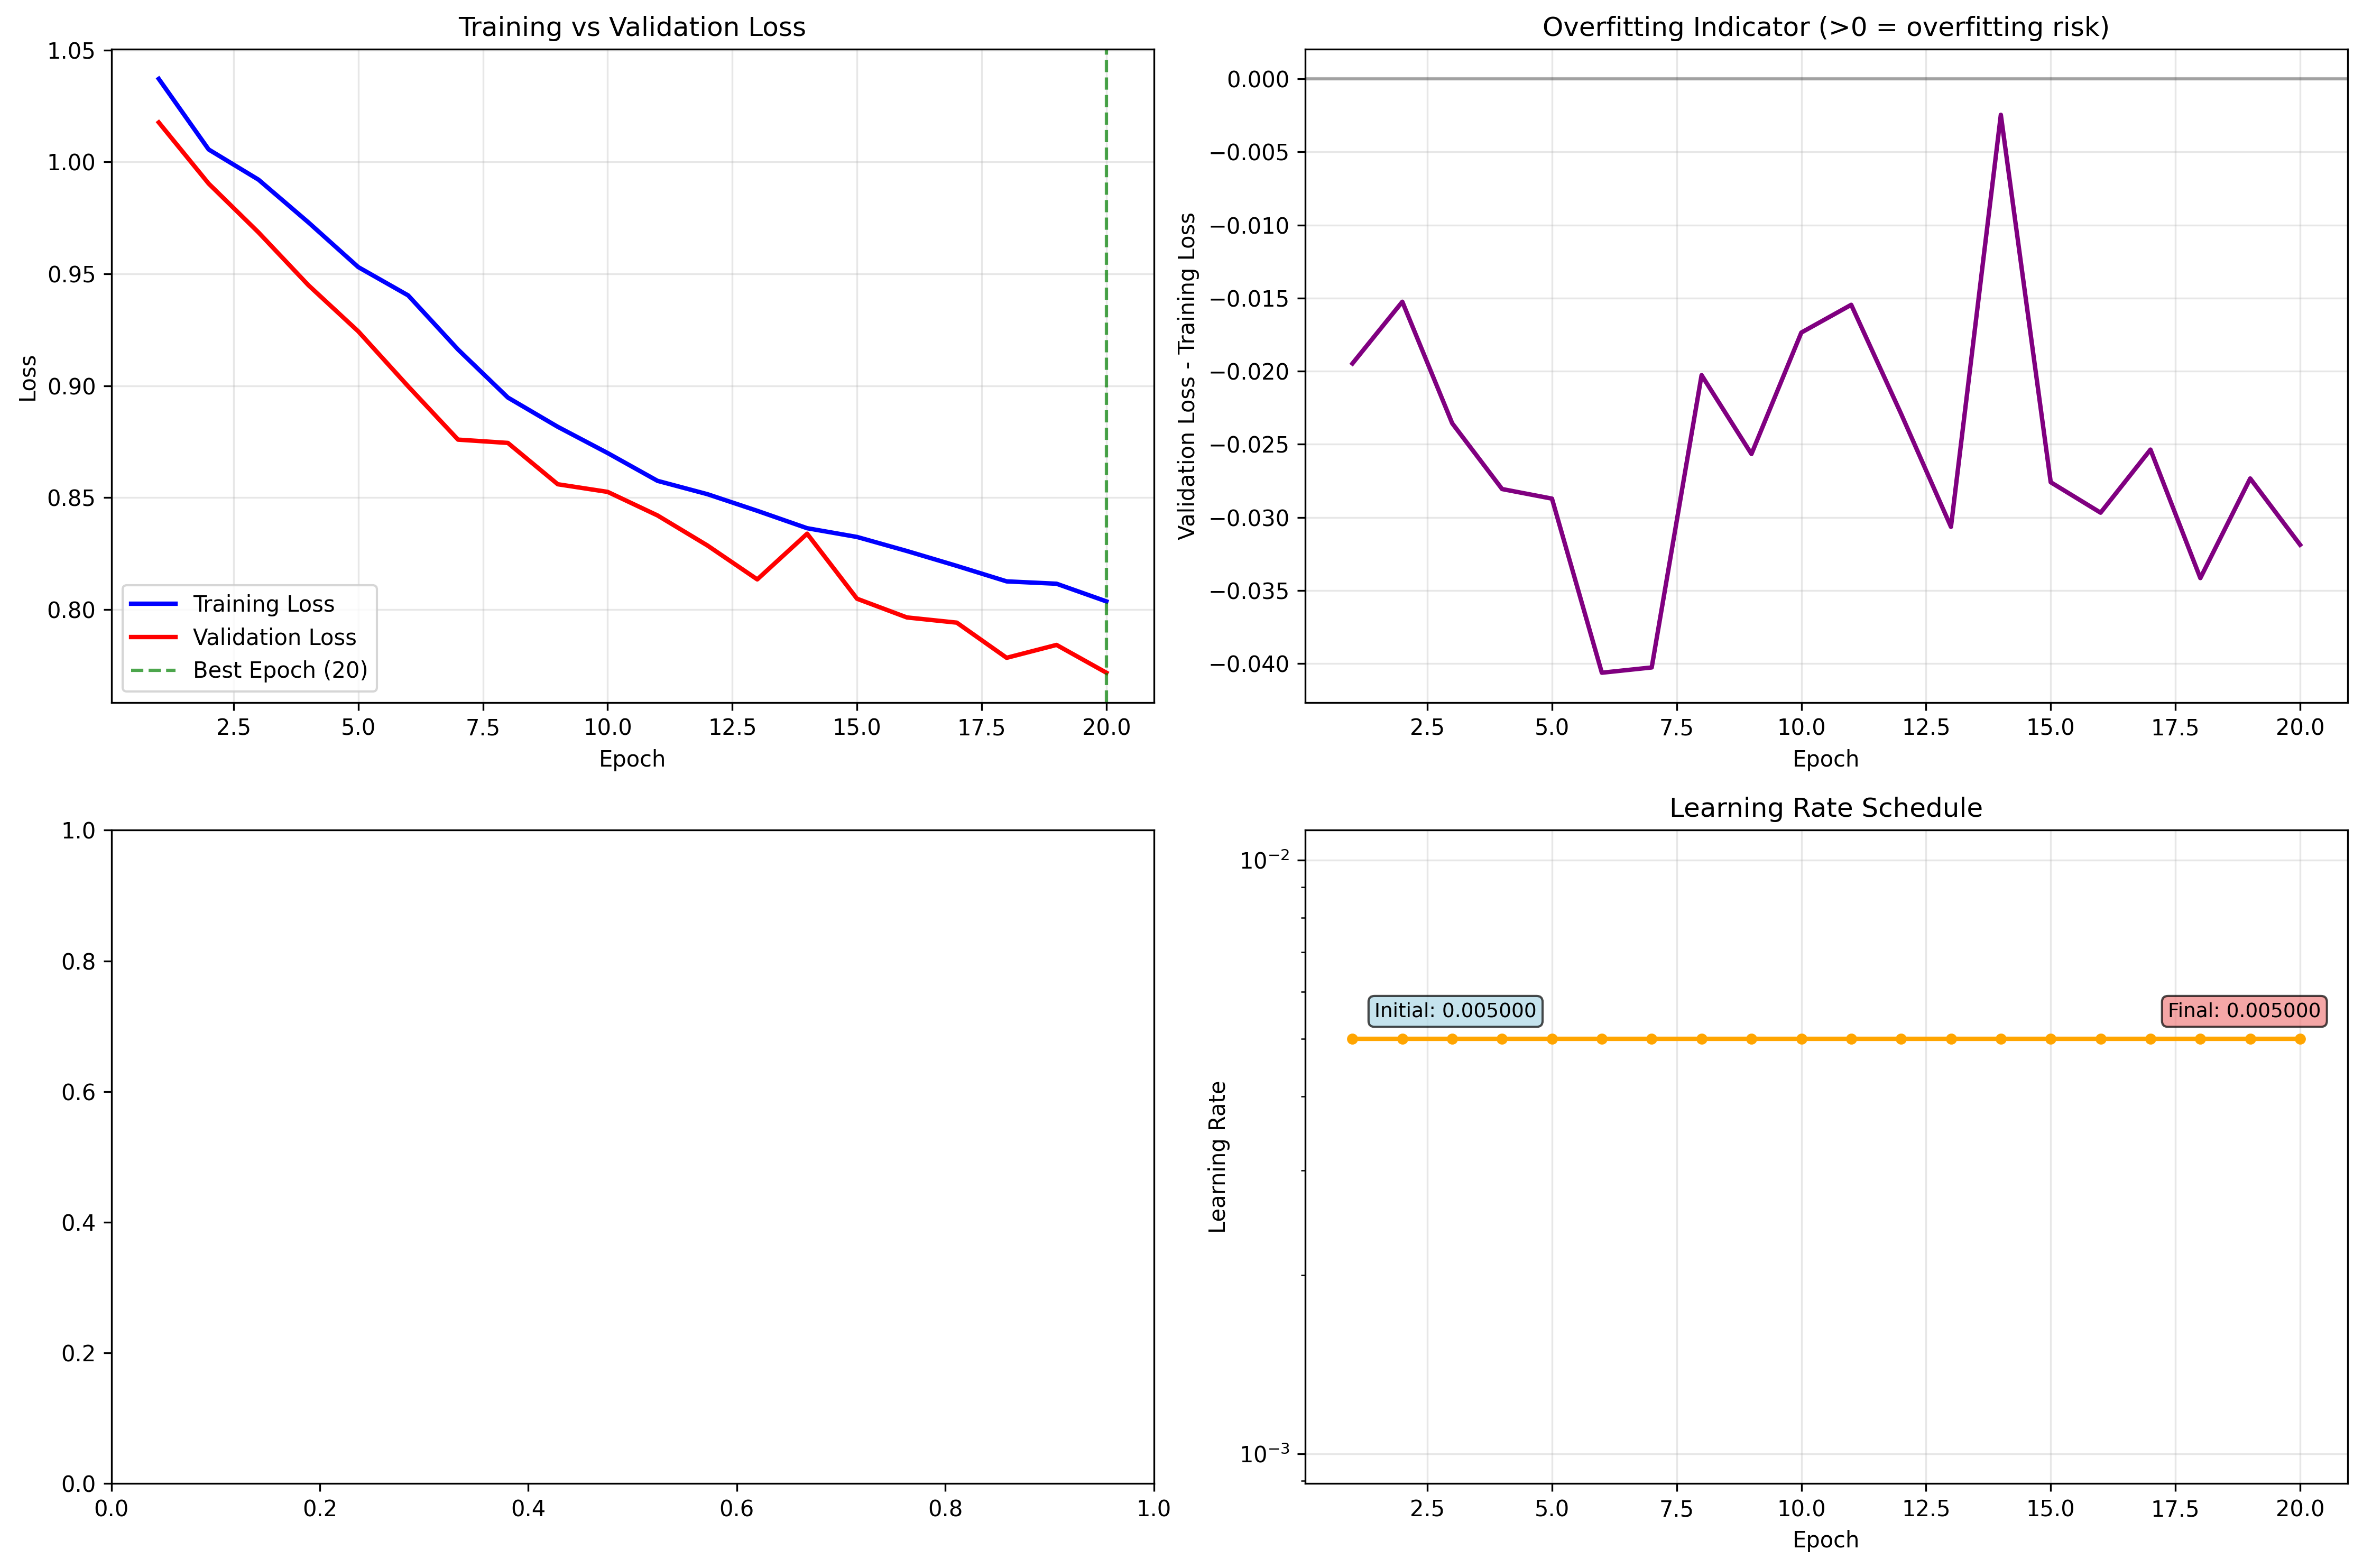 Training vs Validation Loss
1.05
1.00
0.95
0.90
0.85
0.80
Loss
Training Loss
Validation Loss
Best Epoch (20)
2.5 5.0 7.5 10.0 12.5 15.0 17.5 20.0
Epoch
Overfitting Indicator (>0 = overfitting risk)
0.000
−0.005
−0.010
−0.015
−0.020
−0.025
−0.030
−0.035
−0.040
Validation Loss - Training Loss
2.5 5.0 7.5 10.0 12.5 15.0 17.5 20.0
Epoch
1.0
0.8
0.6
0.4
0.2
0.0
0.0 0.2 0.4 0.6 0.8 1.0
Learning Rate Schedule
10⁻²
10⁻³
Learning Rate
Initial: 0.005000
Final: 0.005000
2.5 5.0 7.5 10.0 12.5 15.0 17.5 20.0
Epoch